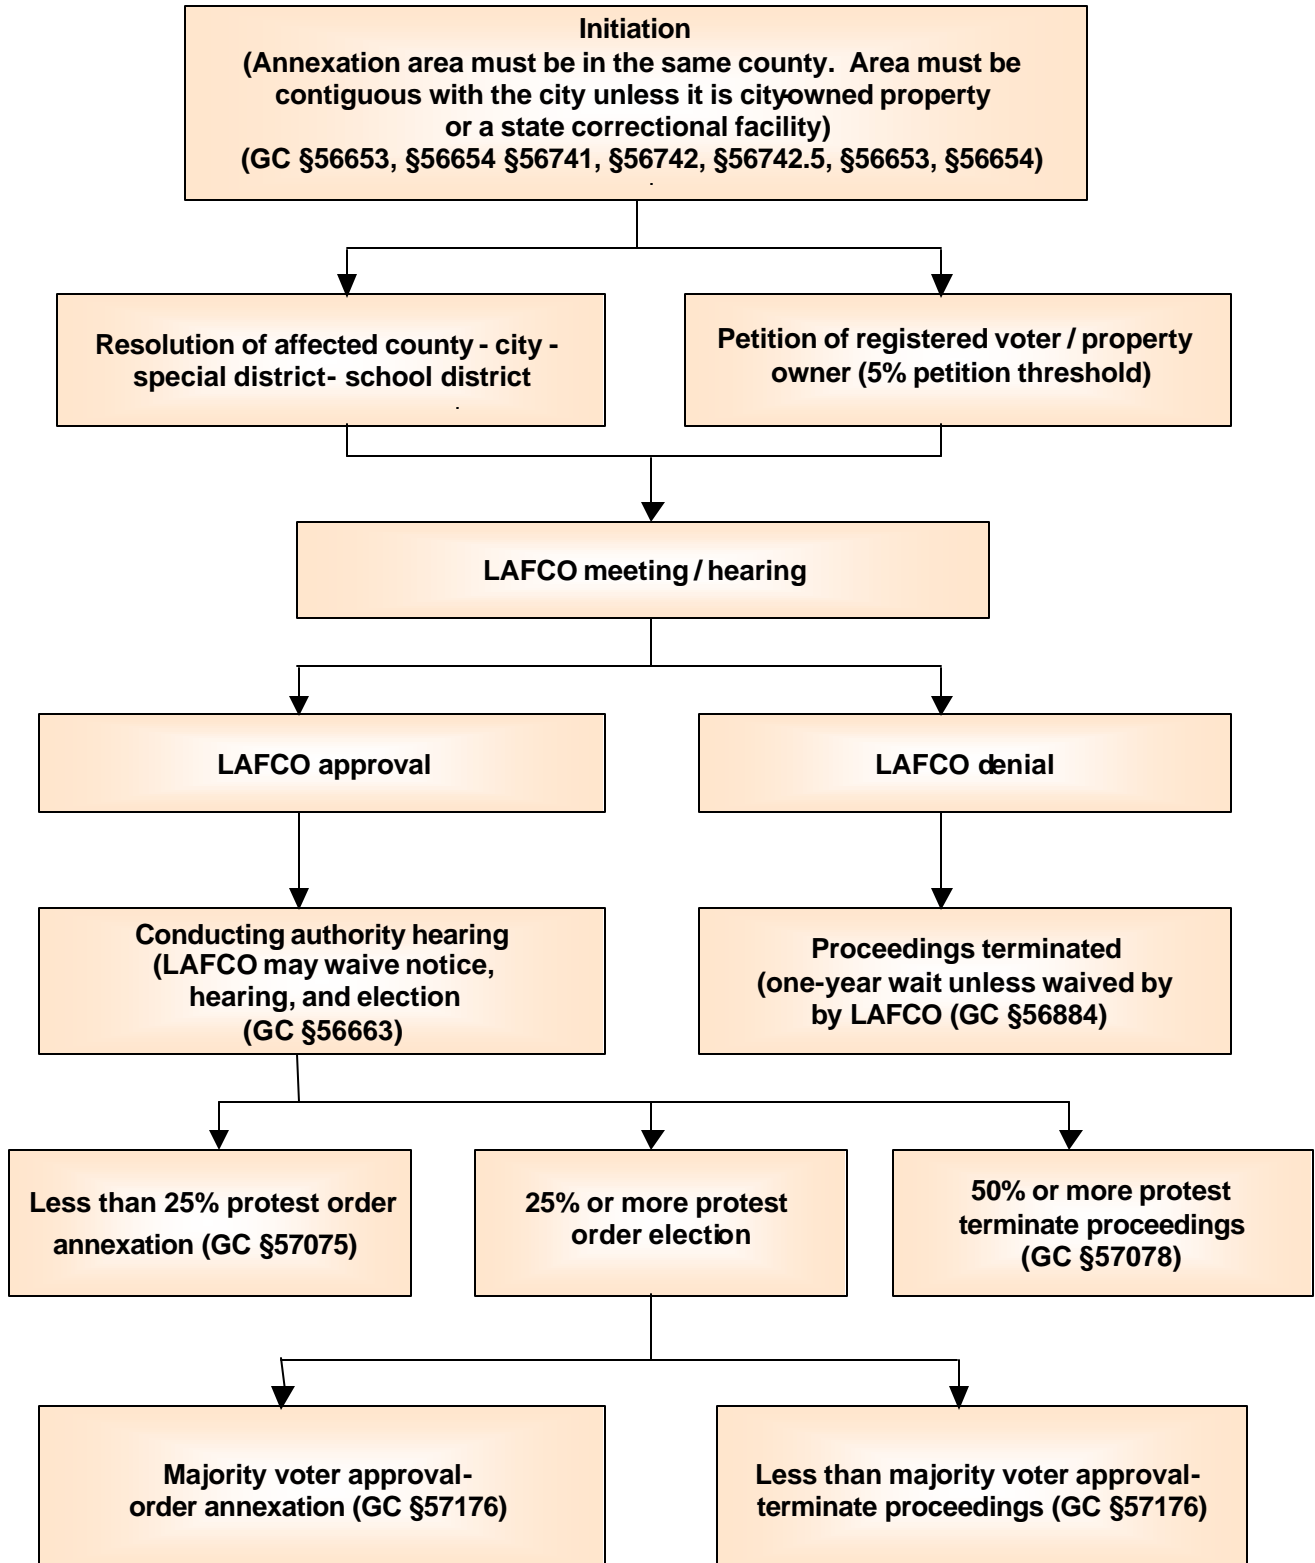 Initiation
(Annexation area must be in the same county. Area must be
contiguous with the city unless it is city-owned property
or a state correctional facility)
(GC §56653, §56654 §56741, §56742, §56742.5, §56653, §56654)
.
Resolution of affected county - city -
special district- school district
.
Petition of registered voter / property
owner (5% petition threshold)
LAFCO meeting / hearing
LAFCO approval
LAFCO denial
Conducting authority hearing
(LAFCO may waive notice,
hearing, and election
(GC §56663)
Proceedings terminated
(one-year wait unless waived by
by LAFCO (GC §56884)
Less than 25% protest order
annexation (GC §57075)
25% or more protest
order election
50% or more protest
terminate proceedings
(GC §57078)
Majority voter approval-
order annexation (GC §57176)
Less than majority voter approval-
terminate proceedings (GC §57176)